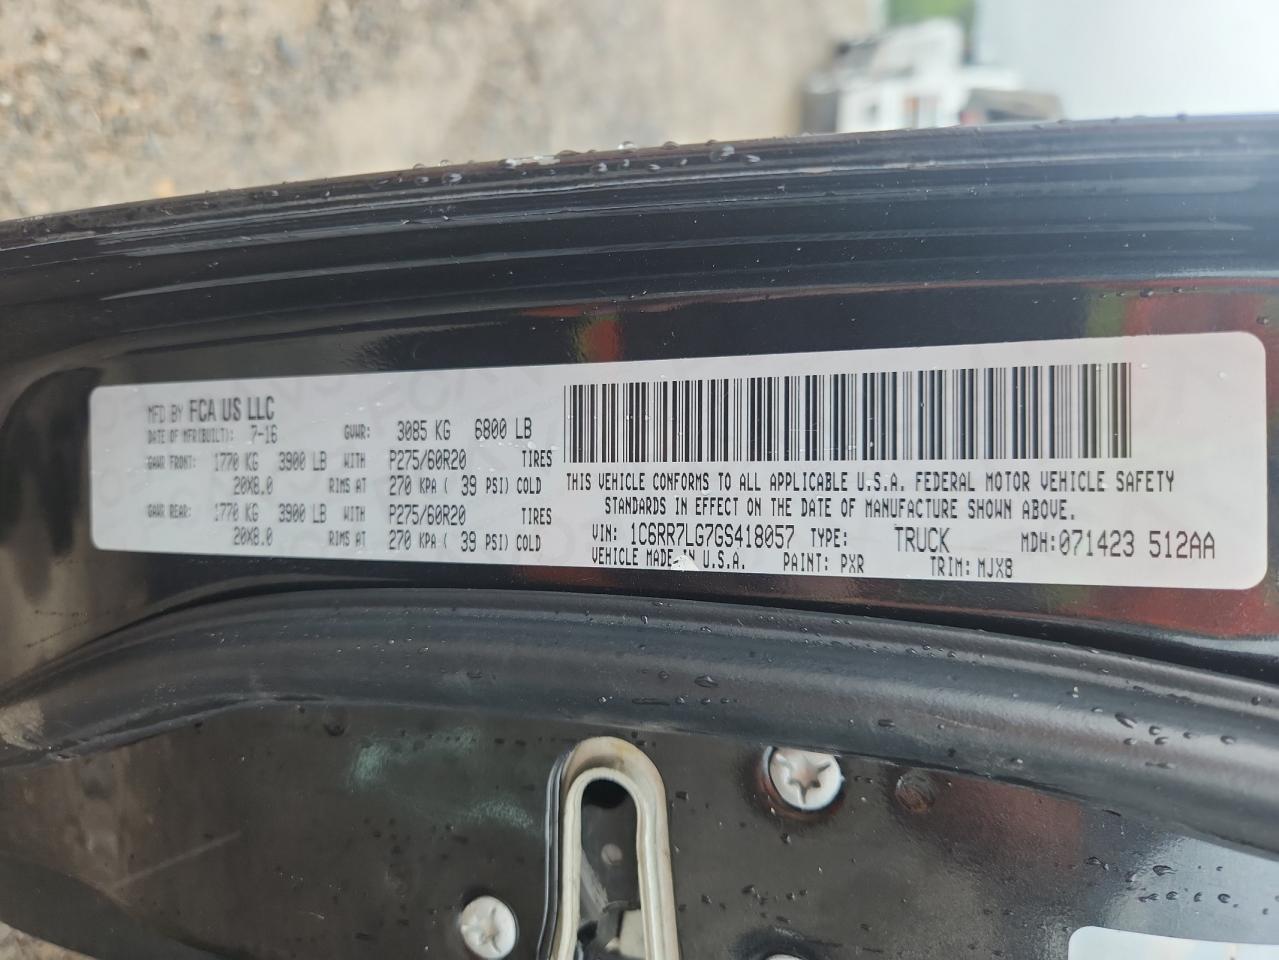 MFD BY FCA US LLC
DATE OF MFR(BUILT): 7-16 GVWR: 3085 KG 6800 LB
GAWR FRONT: 1770 KG 3900 LB WITH P275/60R20 TIRES
20X8.0 RIMS AT 270 KPA ( 39 PSI) COLD
GAWR REAR: 1770 KG 3900 LB WITH P275/60R20 TIRES
20X8.0 RIMS AT 270 KPA ( 39 PSI) COLD
THIS VEHICLE CONFORMS TO ALL APPLICABLE U.S.A. FEDERAL MOTOR VEHICLE SAFETY
STANDARDS IN EFFECT ON THE DATE OF MANUFACTURE SHOWN ABOVE.
VIN: 1C6RR7LG7GS418057 TYPE: TRUCK MDH:071423 512AA
VEHICLE MADE IN U.S.A. PAINT: PXR TRIM: MJX8